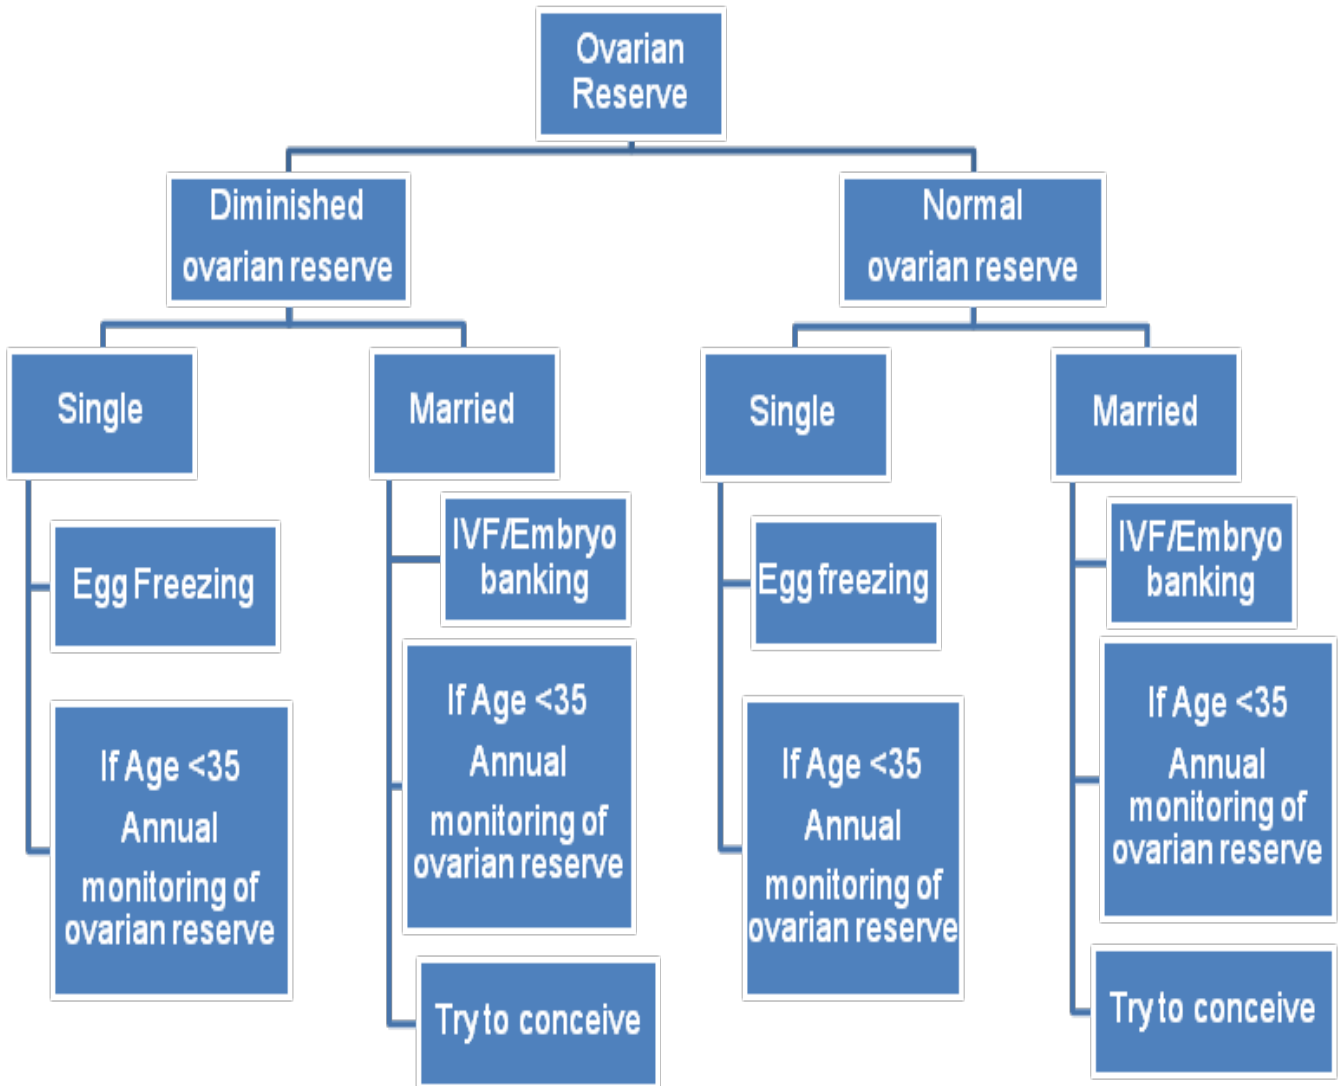 Ovarian
Reserve
Diminished
ovarian reserve
Normal
ovarian reserve
Single
Married
Single
Married
Egg Freezing
If Age <35
Annual
monitoring of
ovarian reserve
IVF/Embryo
banking
If Age <35
Annual
monitoring of
ovarian reserve
Try to conceive
Egg freezing
If Age <35
Annual
monitoring of
ovarian reserve
IVF/Embryo
banking
If Age <35
Annual
monitoring of
ovarian reserve
Try to conceive